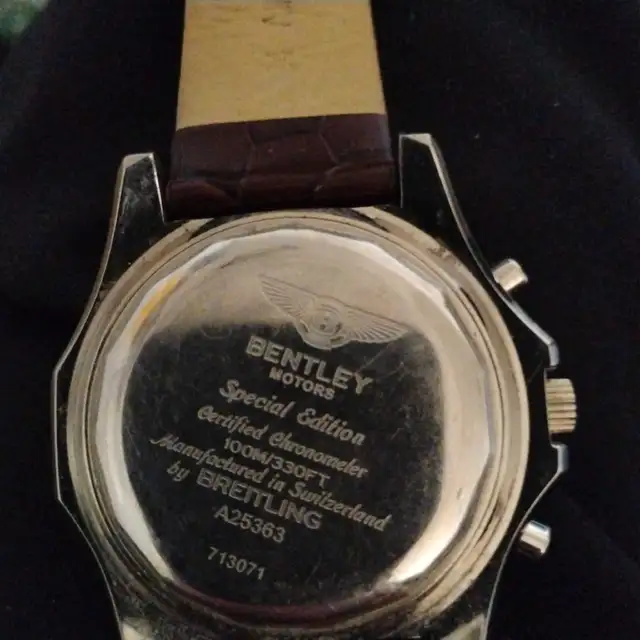 B
BENTLEY
MOTORS
Special Edition
Certified Chronometer
100M/330FT
Manufactured in Switzerland
by BREITLING
A25363
713071